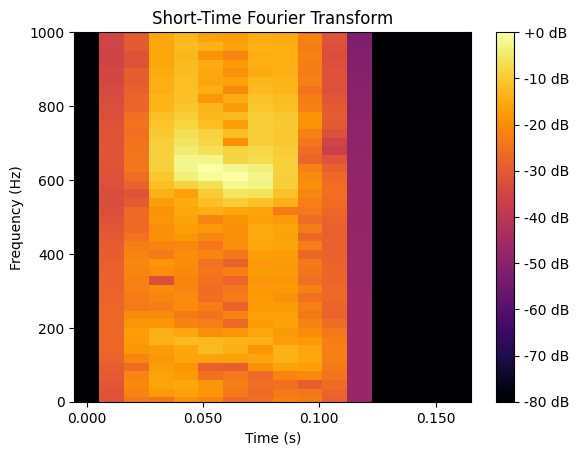 Short-Time Fourier Transform
1000
800
600
400
200
0
Frequency (Hz)
0.000
0.050
0.100
0.150
Time (s)
+0 dB
-10 dB
-20 dB
-30 dB
-40 dB
-50 dB
-60 dB
-70 dB
-80 dB